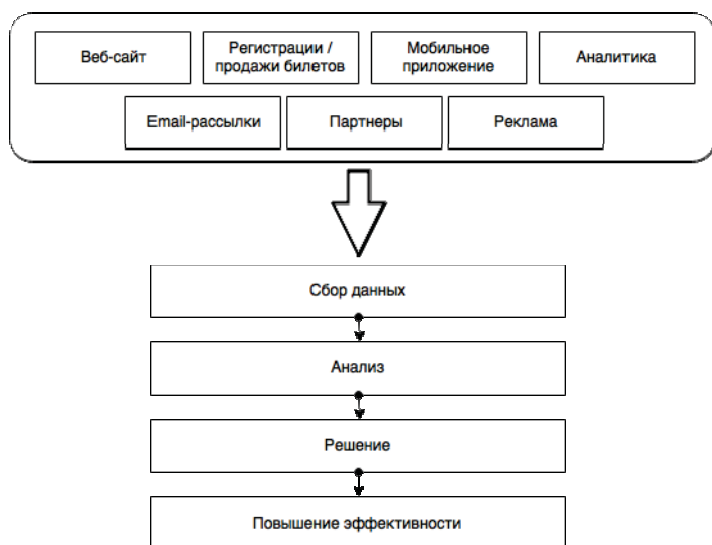 Веб-сайт
Регистрации /
продажи билетов
Мобильное
приложение
Аналитика
Email-рассылки
Партнеры
Реклама
Сбор данных
Анализ
Решение
Повышение эффективности